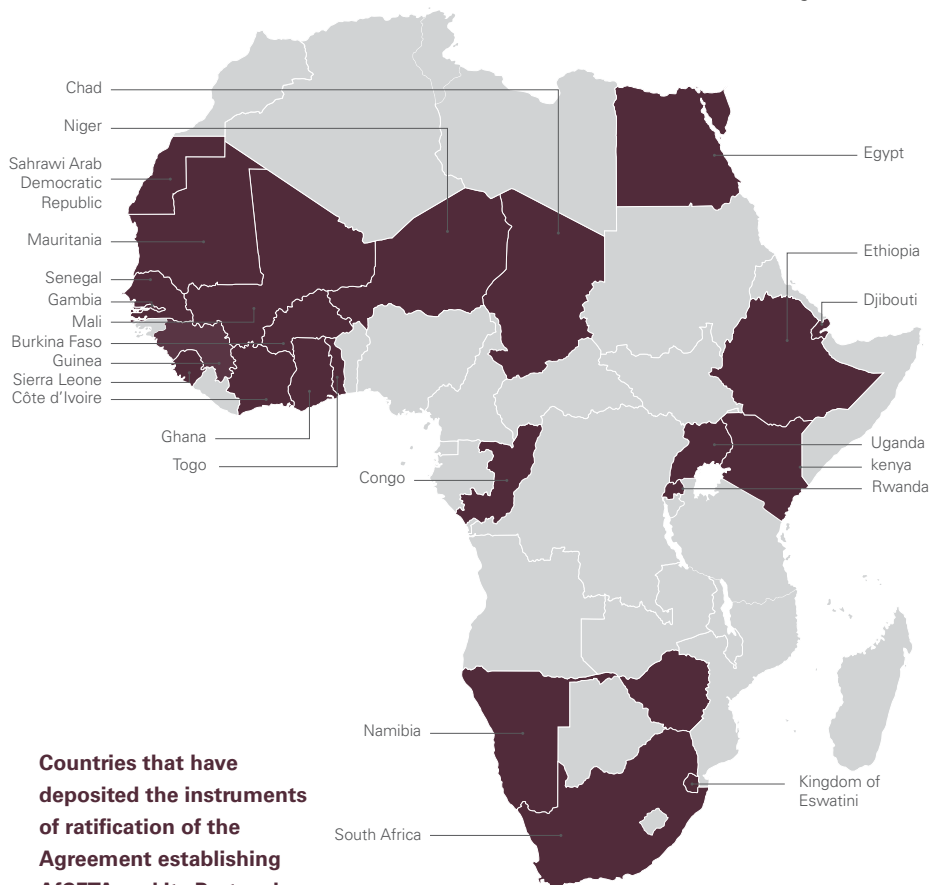 Chad
Niger
Sahrawi Arab
Democratic
Republic
Mauritania
Senegal
Gambia
Mali
Burkina Faso
Guinea
Sierra Leone
Côte d'Ivoire
Ghana
Togo
Congo
Egypt
Ethiopia
Djibouti
Uganda
kenya
Rwanda
Namibia
South Africa
Kingdom of
Eswatini
Countries that have
deposited the instruments
of ratification of the
Agreement establishing